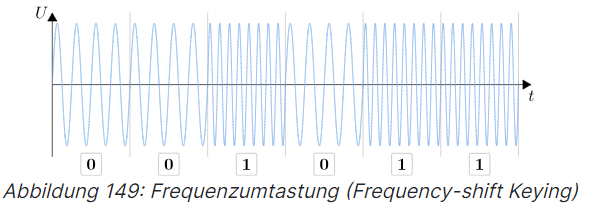 U
t
0 0 1 0 1 1
Abbildung 149: Frequenzumtastung (Frequency-shift Keying)